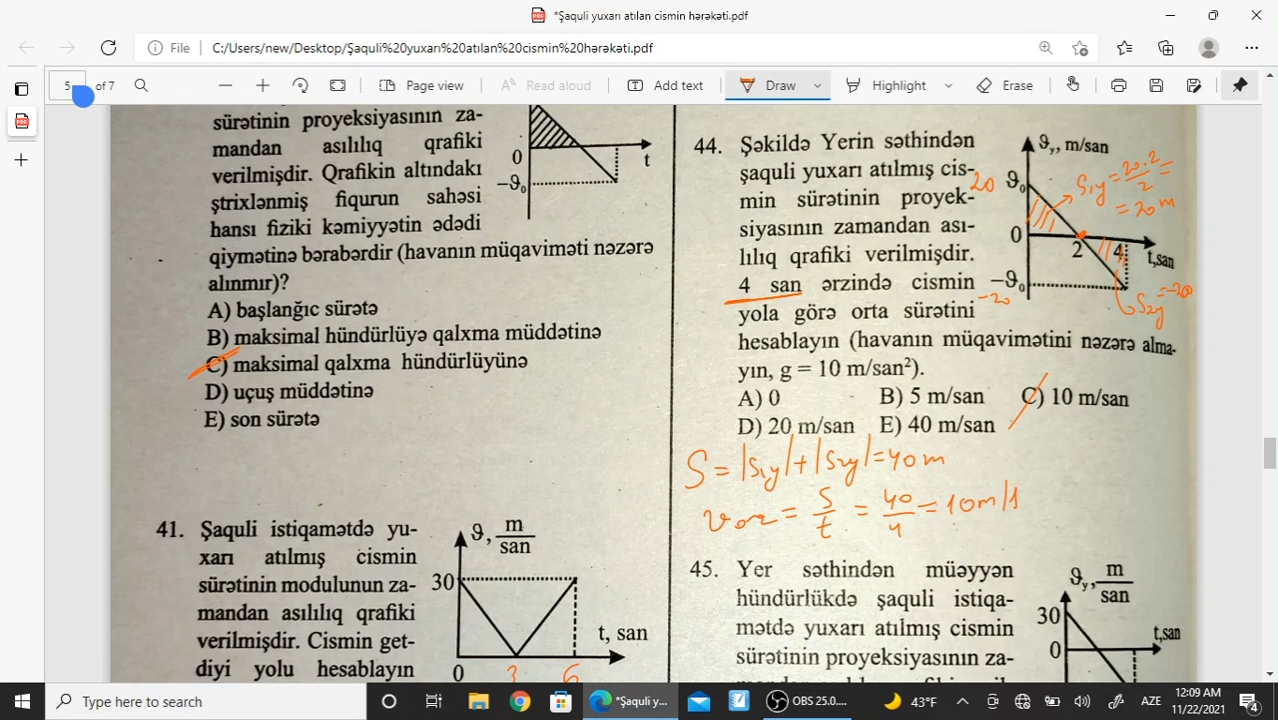 *Şaquli yuxarı atılan cismin hərəkəti.pdf
File
C:/Users/new/Desktop/Şaquli%20yuxarı%20atılan%20cismin%20hərəkəti.pdf
5 of 7
Page view
Read aloud
Add text
Draw
Highlight
Erase
sürətinin proyeksiyasının za-
mandan asılılıq qrafiki
verilmişdir. Qrafikin altındakı
ştrixlənmiş fiqurun sahəsi
hansı fiziki kəmiyyətin ədədi
qiymətinə bərabərdir (havanın müqaviməti nəzərə
alınmır)?
0
t
−ϑ₀
A) başlanğıc sürətə
B) maksimal hündürlüyə qalxma müddətinə
C) maksimal qalxma hündürlüyünə
D) uçuş müddətinə
E) son sürətə
41. Şaquli istiqamətdə yu-
xarı atılmış cismin
sürətinin modulunun za-
mandan asılılıq qrafiki
verilmişdir. Cismin get-
diyi yolu hesablayın
ϑ, m/san
30
t, san
0
3
6
44. Şəkildə Yerin səthindən
şaquli yuxarı atılmış cis-
min sürətinin proyek-
siyasının zamandan ası-
lılıq qrafiki verilmişdir.
4 san ərzində cismin
yola görə orta sürətini
hesablayın (havanın müqavimətini nəzərə alma-
yın, g = 10 m/san²).
ϑy, m/san
20
ϑ₀
S1y = 20·2/2 =
= 20 m
0
2
4
t,san
−ϑ₀
−20
S2y = −20
A) 0 B) 5 m/san C) 10 m/san
D) 20 m/san E) 40 m/san
S = |S1y| + |S2y| = 40 m
= S/t = 40/4 = 10 m/
45. Yer səthindən müəyyən
hündürlükdə şaquli istiqa-
mətdə yuxarı atılmış cismin
sürətinin proyeksiyasının za-
ϑy, m/san
30
0
t,san
Type here to search
*Şaquli y...
OBS 25.0....
43°F
AZE
12:09 AM
11/22/2021
4